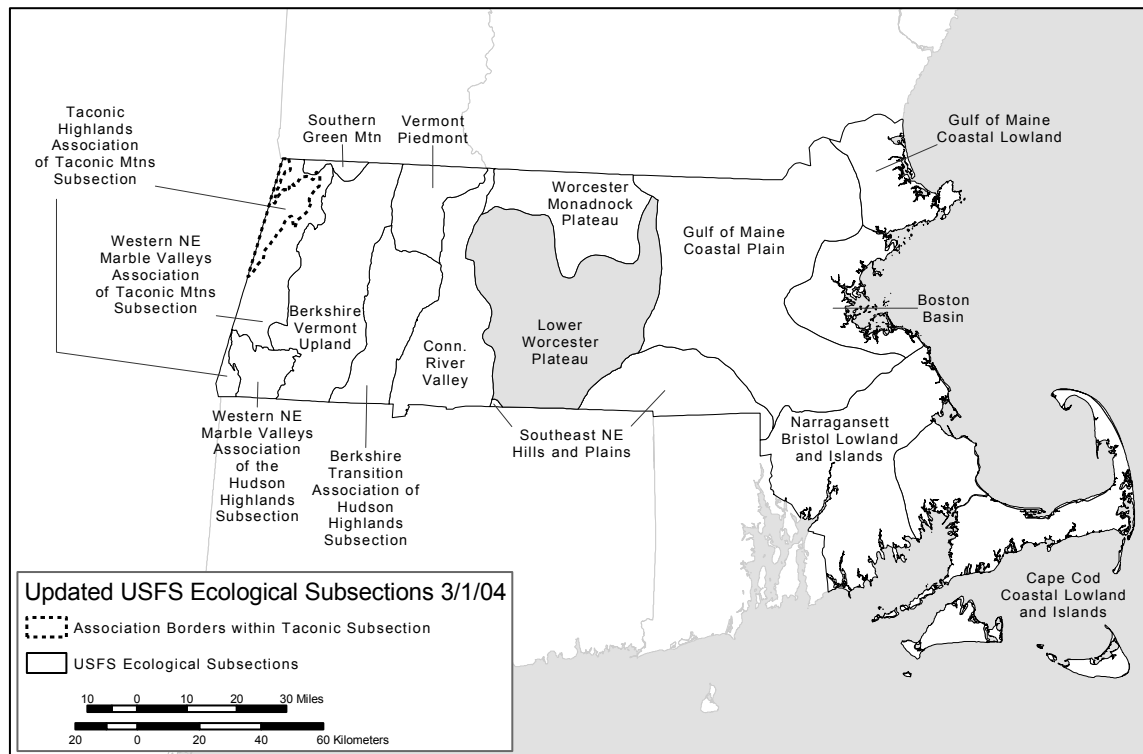 Taconic
Highlands
Association
of Taconic Mtns
Subsection
Southern
Green Mtn
Vermont
Piedmont
Gulf of Maine
Coastal Lowland
Worcester
Monadnock
Plateau
Gulf of Maine
Coastal Plain
Western NE
Marble Valleys
Association
of Taconic Mtns
Subsection
Berkshire
Vermont
Upland
Conn.
River
Valley
Lower
Worcester
Plateau
Boston
Basin
Western NE
Marble Valleys
Association
of the
Hudson
Highlands
Subsection
Berkshire
Transition
Association of
Hudson
Highlands
Subsection
Southeast NE
Hills and Plains
Narragansett
Bristol Lowland
and Islands
Cape Cod
Coastal Lowland
and Islands
Updated USFS Ecological Subsections 3/1/04
Association Borders within Taconic Subsection
USFS Ecological Subsections
10 0 10 20 30 Miles
20 0 20 40 60 Kilometers